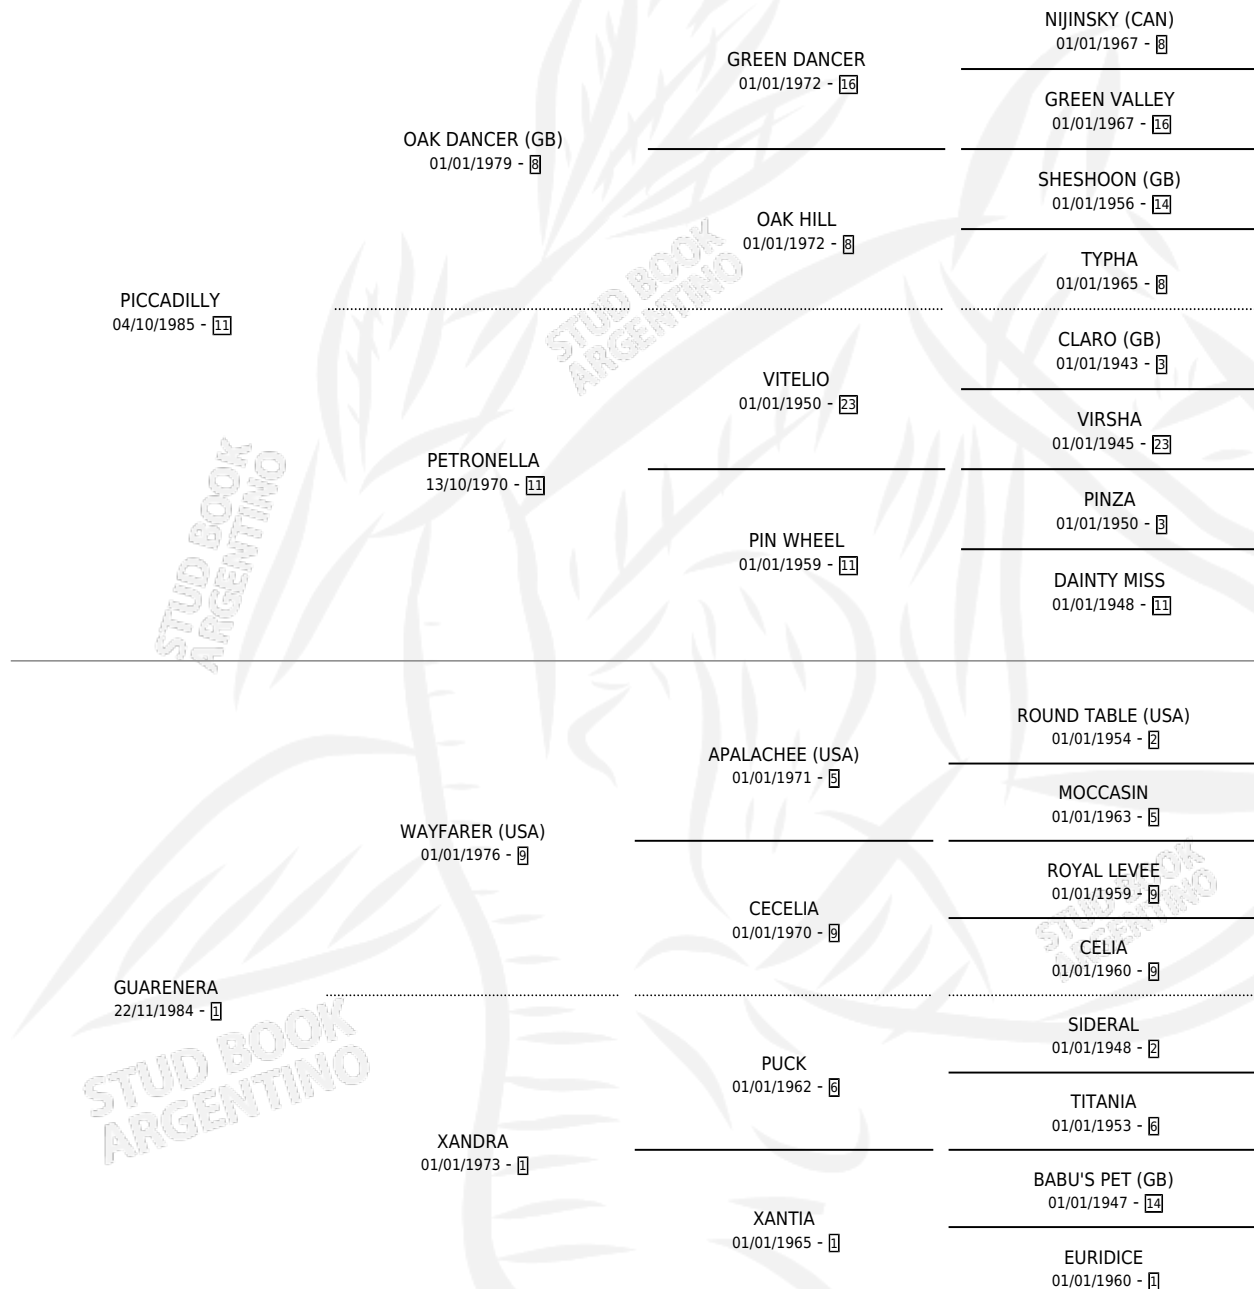 NIJINSKY (CAN)
01/01/1967 - 8
GREEN DANCER
01/01/1972 - 16
GREEN VALLEY
01/01/1967 - 16
OAK DANCER (GB)
01/01/1979 - 8
SHESHOON (GB)
01/01/1956 - 14
OAK HILL
01/01/1972 - 8
TYPHA
01/01/1965 - 8
PICCADILLY
04/10/1985 - 11
CLARO (GB)
01/01/1943 - 3
VITELIO
01/01/1950 - 23
VIRSHA
01/01/1945 - 23
PETRONELLA
13/10/1970 - 11
PINZA
01/01/1950 - 3
PIN WHEEL
01/01/1959 - 11
DAINTY MISS
01/01/1948 - 11
ROUND TABLE (USA)
01/01/1954 - 2
APALACHEE (USA)
01/01/1971 - 5
MOCCASIN
01/01/1963 - 5
WAYFARER (USA)
01/01/1976 - 9
ROYAL LEVEE
01/01/1959 - 9
CECELIA
01/01/1970 - 9
CELIA
01/01/1960 - 9
GUARENERA
22/11/1984 - 1
SIDERAL
01/01/1948 - 2
PUCK
01/01/1962 - 6
TITANIA
01/01/1953 - 6
XANDRA
01/01/1973 - 1
BABU'S PET (GB)
01/01/1947 - 14
XANTIA
01/01/1965 - 1
EURIDICE
01/01/1960 - 1
STUD BOOK
ARGENTINO
STUD BOOK
ARGENTINO
STUD BOOK
ARGENTINO
STUD BOOK
ARGENTINO